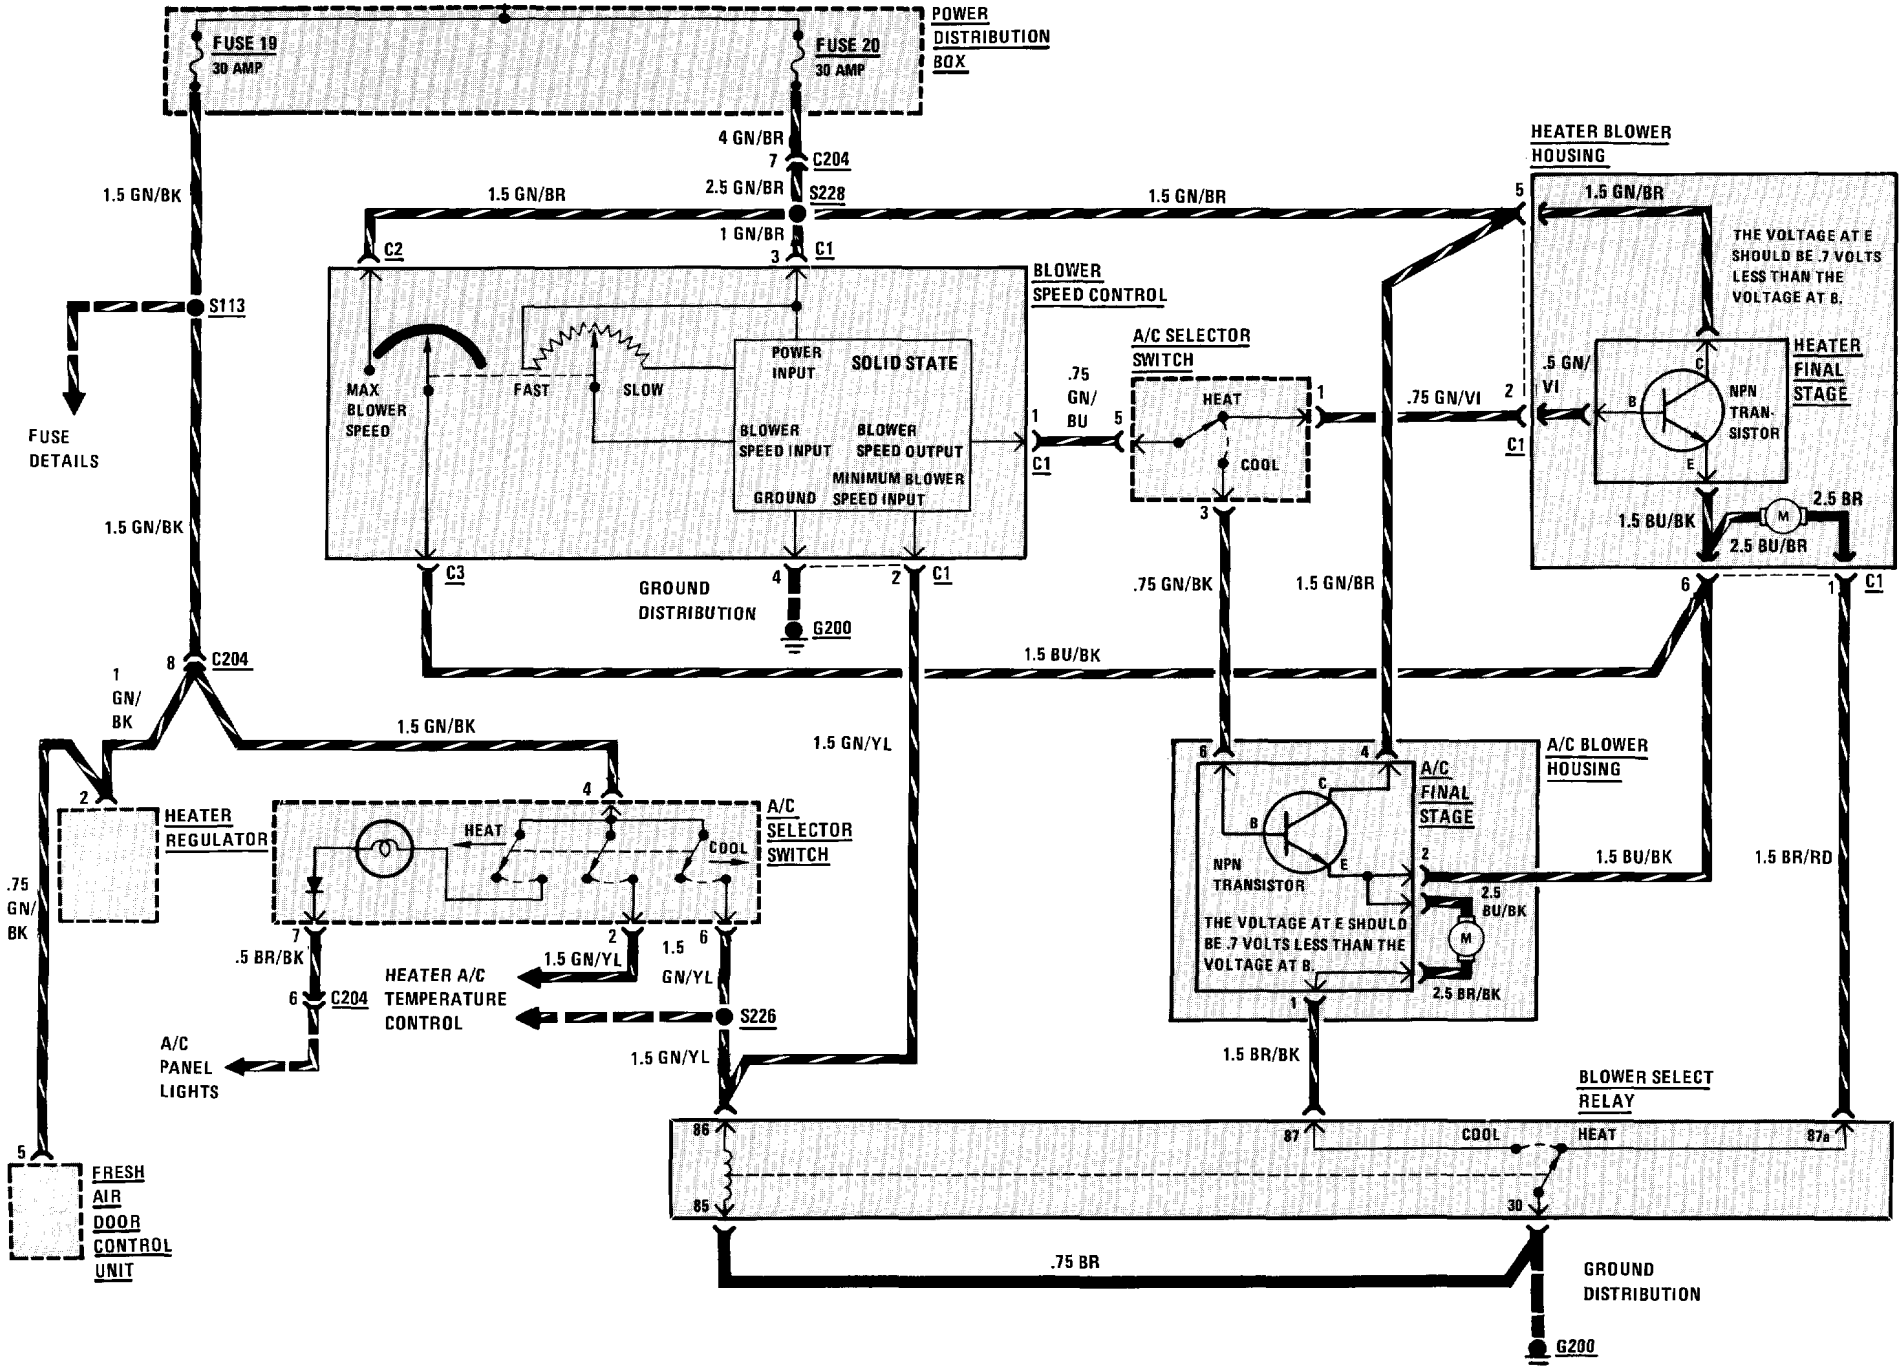 POWER
DISTRIBUTION
BOX
FUSE 19
30 AMP
FUSE 20
30 AMP
4 GN/BR
7
C204
2.5 GN/BR
S228
1.5 GN/BK
1.5 GN/BR
1.5 GN/BR
1 GN/BR
C2
3
C1
HEATER BLOWER
HOUSING
5
1.5 GN/BR
THE VOLTAGE AT E
SHOULD BE .7 VOLTS
LESS THAN THE
VOLTAGE AT B.
BLOWER
SPEED CONTROL
S113
FUSE
DETAILS
MAX
BLOWER
SPEED
FAST
SLOW
POWER
INPUT
SOLID STATE
BLOWER
SPEED INPUT
BLOWER
SPEED OUTPUT
MINIMUM BLOWER
SPEED INPUT
GROUND
1
C1
.75
GN/
BU
5
A/C SELECTOR
SWITCH
HEAT
COOL
1
3
.75 GN/VI
2
C1
.5 GN/
VI
B
C
E
NPN
TRAN-
SISTOR
HEATER
FINAL
STAGE
1.5 BU/BK
M
2.5 BR
2.5 BU/BR
6
1
C1
1.5 GN/BK
C3
GROUND
DISTRIBUTION
4
2
C1
G200
.75 GN/BK
1.5 GN/BR
1.5 BU/BK
8
C204
1
GN/
BK
1.5 GN/BK
1.5 GN/YL
2
HEATER
REGULATOR
4
A/C
SELECTOR
SWITCH
HEAT
COOL
.75
GN/
BK
7
.5 BR/BK
6
C204
A/C
PANEL
LIGHTS
2
1.5 GN/YL
1.5
GN/YL
6
HEATER A/C
TEMPERATURE
CONTROL
S226
1.5 GN/YL
6
4
A/C BLOWER
HOUSING
A/C
FINAL
STAGE
C
B
E
NPN
TRANSISTOR
THE VOLTAGE AT E SHOULD
BE .7 VOLTS LESS THAN THE
VOLTAGE AT B.
2
1.5 BU/BK
2.5
BU/BK
M
2.5 BR/BK
1
1.5 BR/BK
1.5 BR/RD
BLOWER SELECT
RELAY
86
85
87
COOL
HEAT
87a
30
5
FRESH
AIR
DOOR
CONTROL
UNIT
.75 BR
GROUND
DISTRIBUTION
G200